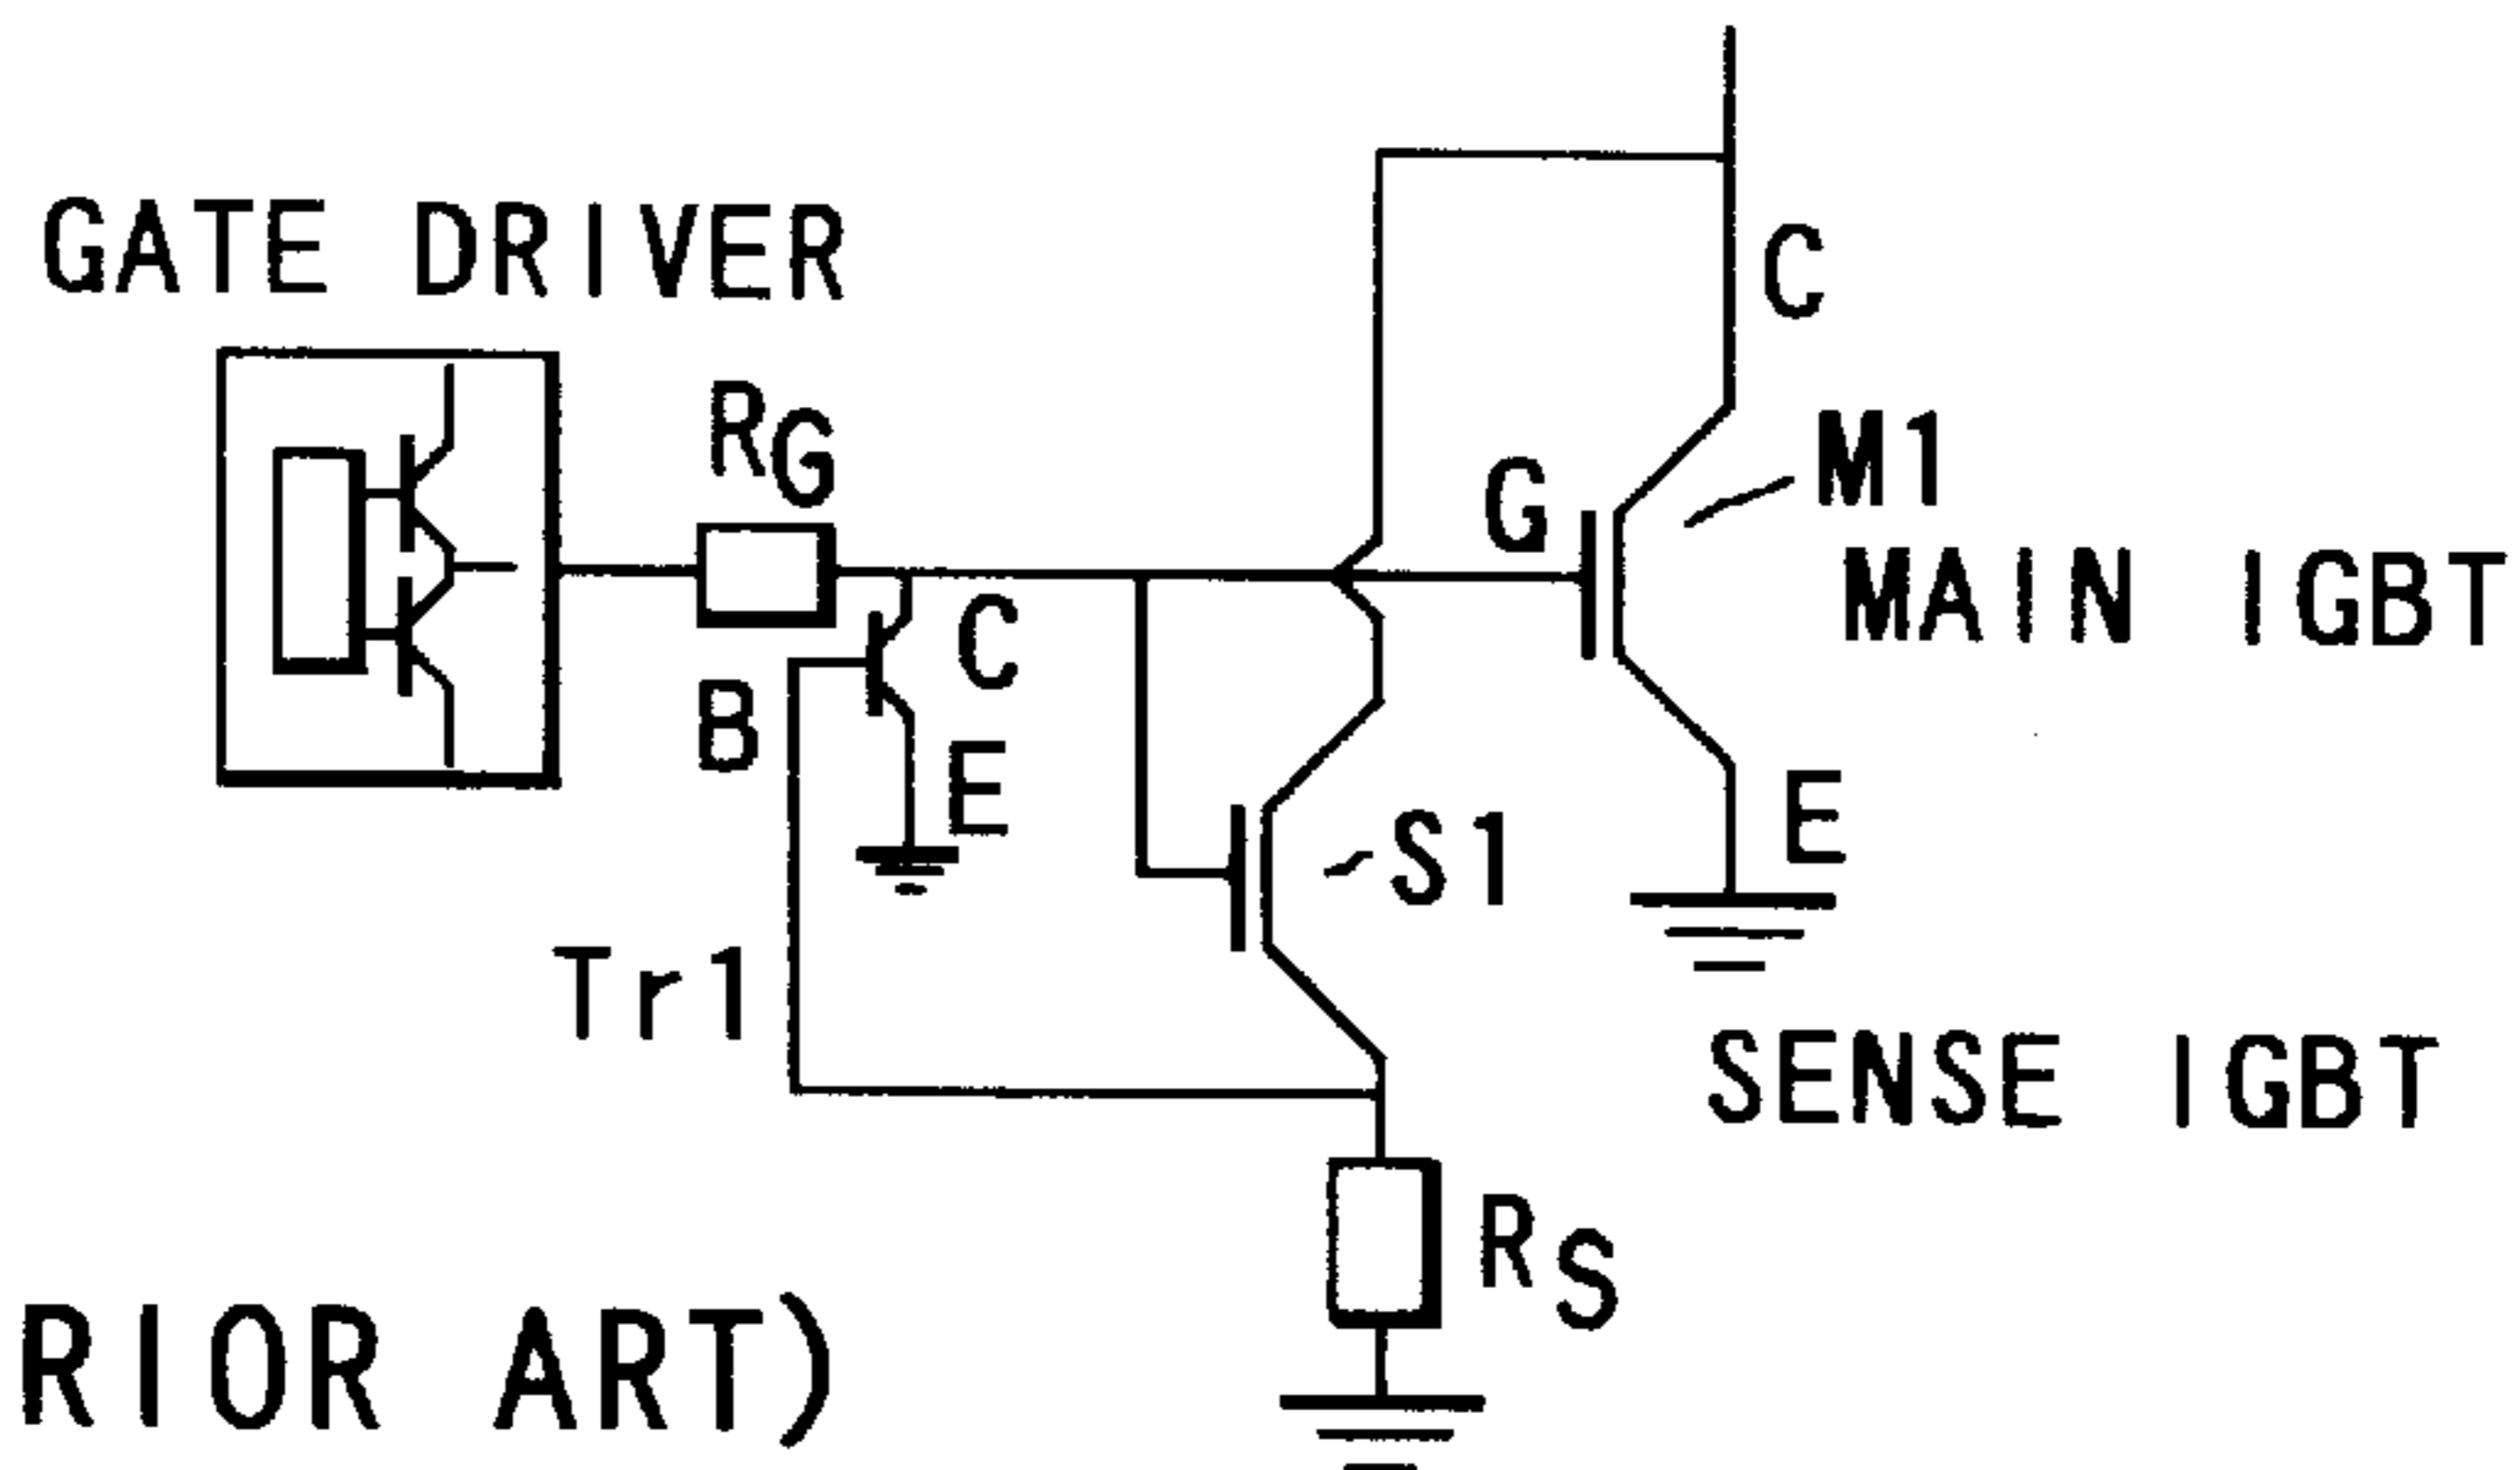 GATE DRIVER
C
RG
G
M1
MAIN IGBT
C
B
E
E
S1
Tr1
SENSE IGBT
RS
RIOR ART)